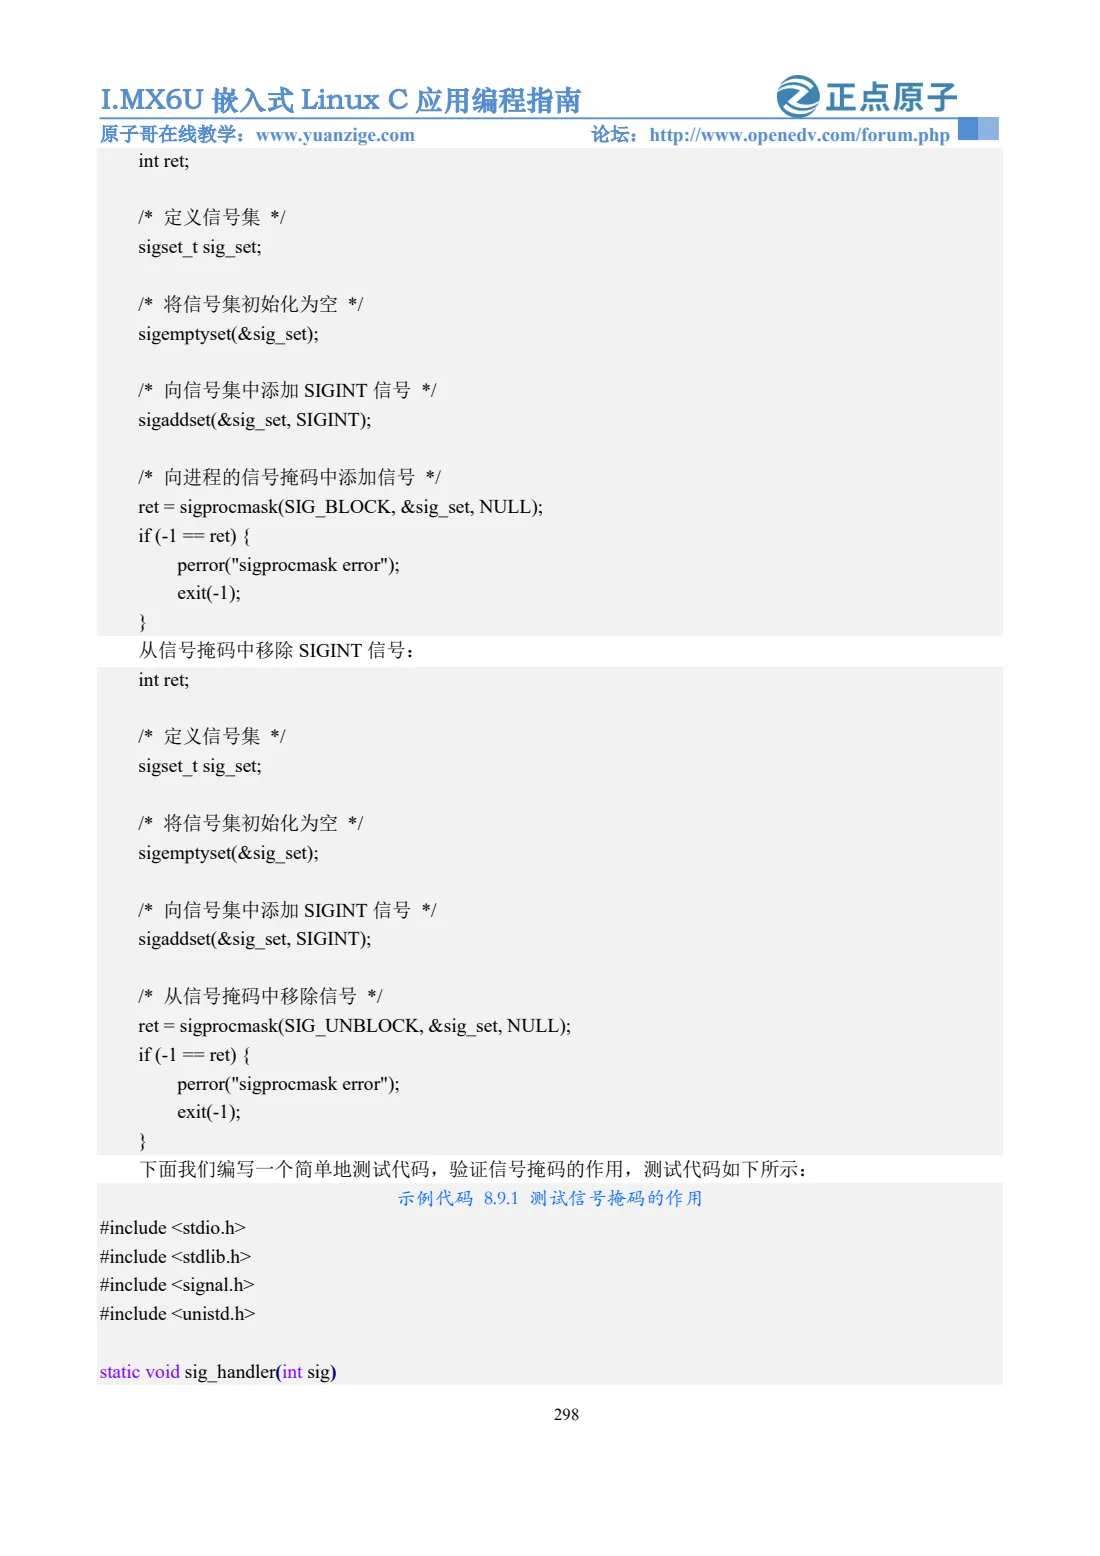 I.MX6U 嵌入式 Linux C 应用编程指南
正点原子
原子哥在线教学：www.yuanzige.com 论坛：http://www.openedv.com/forum.php
int ret;
/* 定义信号集 */
sigset_t sig_set;
/* 将信号集初始化为空 */
sigemptyset(&sig_set);
/* 向信号集中添加 SIGINT 信号 */
sigaddset(&sig_set, SIGINT);
/* 向进程的信号掩码中添加信号 */
ret = sigprocmask(SIG_BLOCK, &sig_set, NULL);
if (-1 == ret) {
perror("sigprocmask error");
exit(-1);
}
从信号掩码中移除 SIGINT 信号：
int ret;
/* 定义信号集 */
sigset_t sig_set;
/* 将信号集初始化为空 */
sigemptyset(&sig_set);
/* 向信号集中添加 SIGINT 信号 */
sigaddset(&sig_set, SIGINT);
/* 从信号掩码中移除信号 */
ret = sigprocmask(SIG_UNBLOCK, &sig_set, NULL);
if (-1 == ret) {
perror("sigprocmask error");
exit(-1);
}
下面我们编写一个简单地测试代码，验证信号掩码的作用，测试代码如下所示：
示例代码 8.9.1 测试信号掩码的作用
#include <stdio.h>
#include <stdlib.h>
#include <signal.h>
#include <unistd.h>
static void sig_handler(int sig)
298